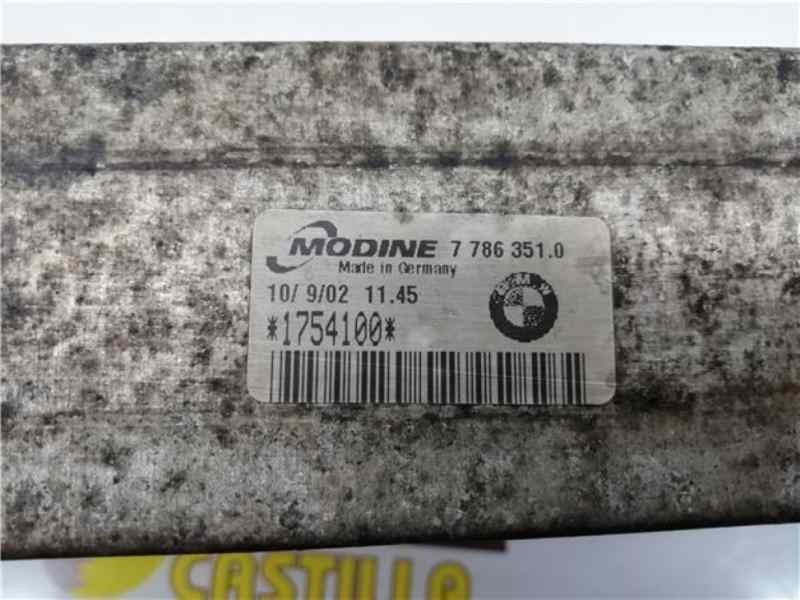 MODINE 7 786 351.0
Made in Germany
10/ 9/02 11.45
BMW
*1754100*
CASTILLA